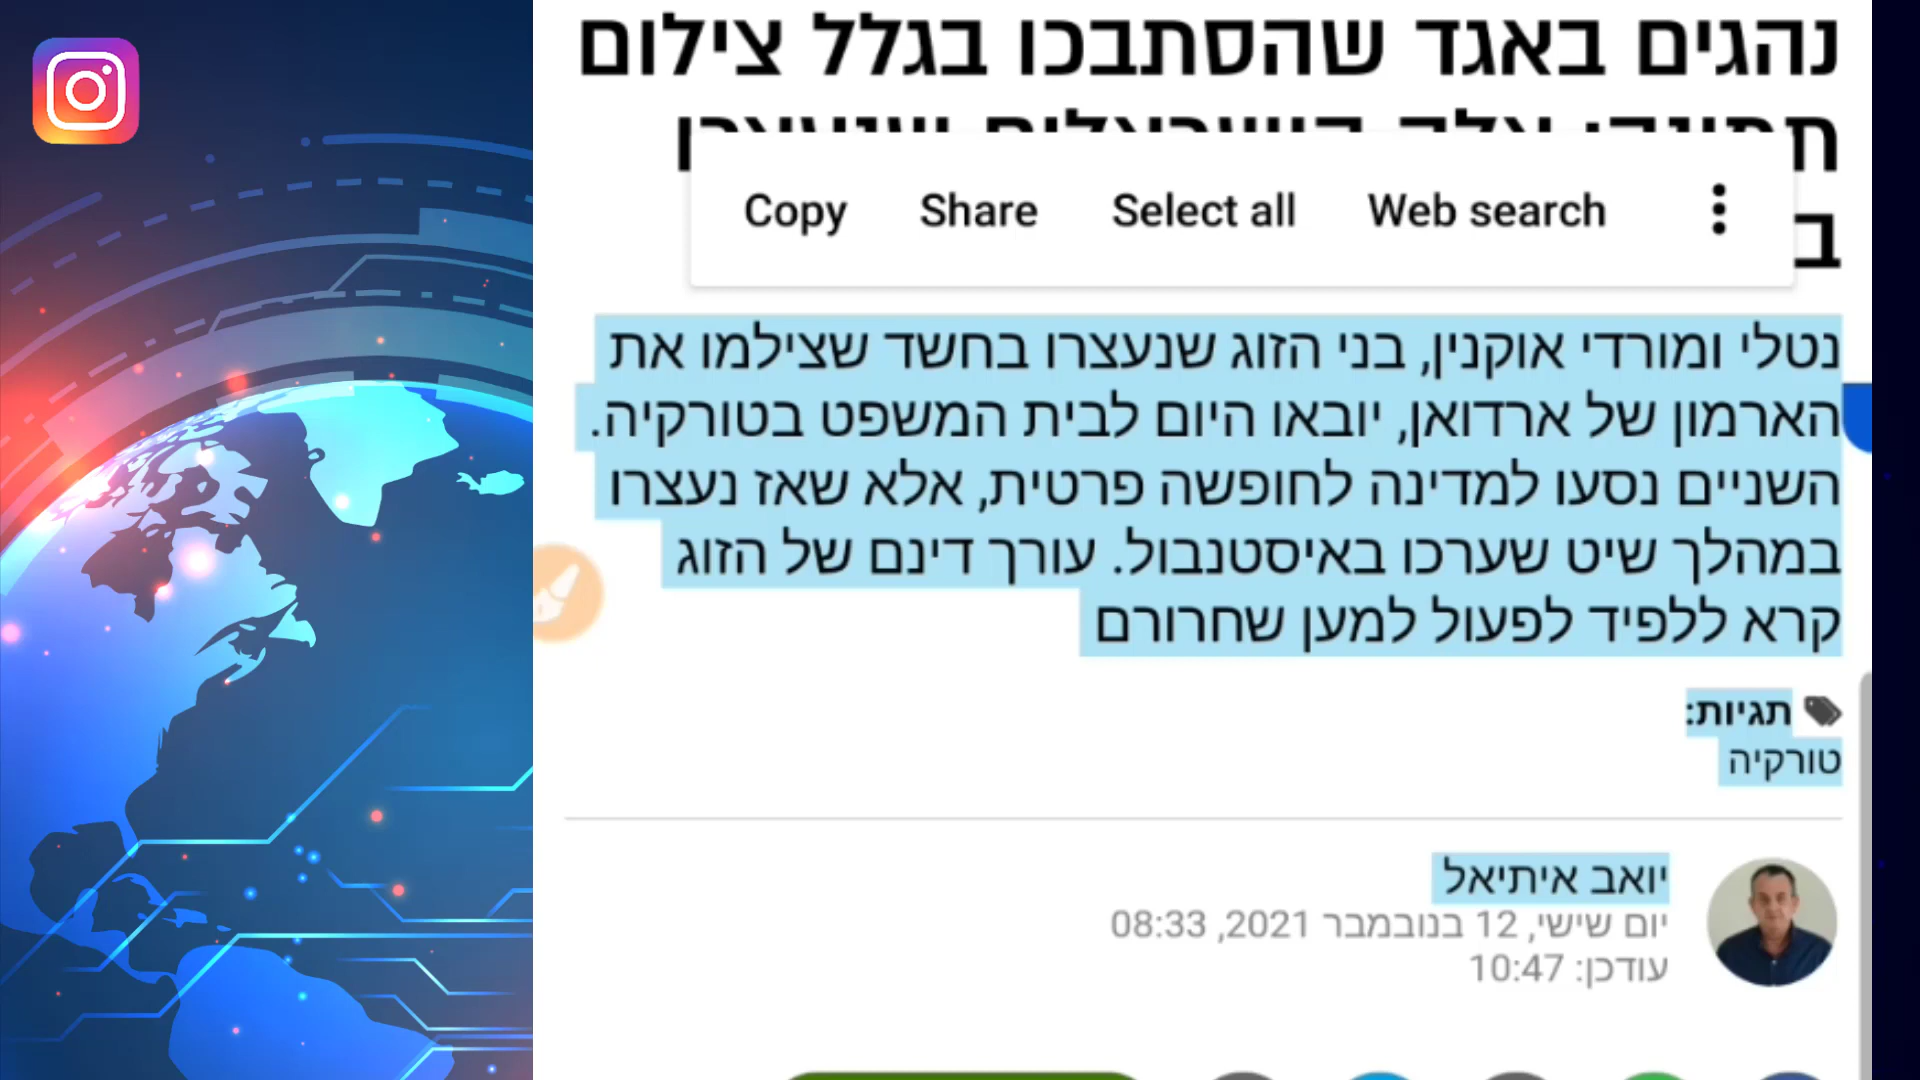 נהגים באגד שהסתבכו בגלל צילום
Copy Share Select all Web search
נטלי ומורדי אוקנין, בני הזוג שנעצרו בחשד שצילמו את
הארמון של ארדואן, יובאו היום לבית המשפט בטורקיה.
השניים נסעו למדינה לחופשה פרטית, אלא שאז נעצרו
במהלך שיט שערכו באיסטנבול. עורך דינם של הזוג
קרא ללפיד לפעול למען שחרורם
תגיות:
טורקיה
יואב איתיאל
יום שישי, 12 בנובמבר 2021, 08:33
עודכן: 10:47